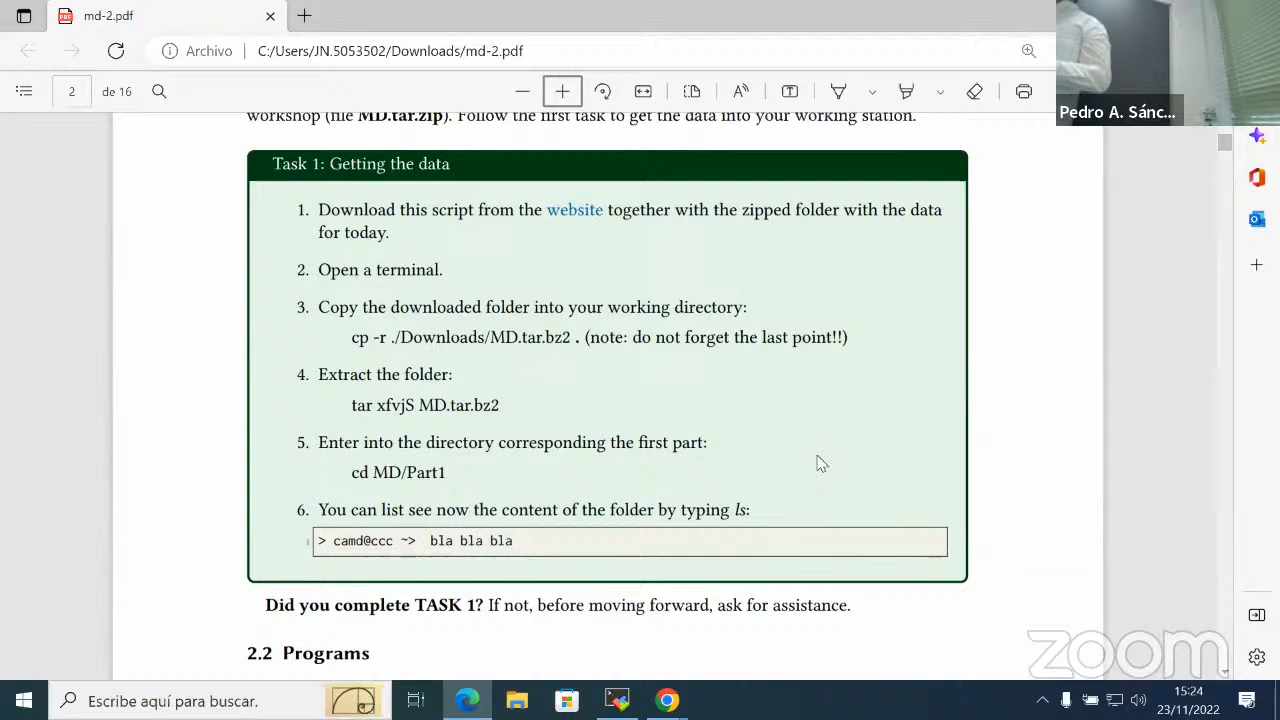 md-2.pdf
Archivo
C:/Users/JN.5053502/Downloads/md-2.pdf
2 de 16
Pedro A. Sánc...
workshop (file MD.tar.zip). Follow the first task to get the data into your working station.
Task 1: Getting the data
1. Download this script from the website together with the zipped folder with the data
for today.
2. Open a terminal.
3. Copy the downloaded folder into your working directory:
cp -r ./Downloads/MD.tar.bz2 . (note: do not forget the last point!!)
4. Extract the folder:
tar xfvjS MD.tar.bz2
5. Enter into the directory corresponding the first part:
cd MD/Part1
6. You can list see now the content of the folder by typing ls:
1 > camd@ccc ~> bla bla bla
Did you complete TASK 1? If not, before moving forward, ask for assistance.
2.2 Programs
zoom
Escribe aquí para buscar.
15:24
23/11/2022